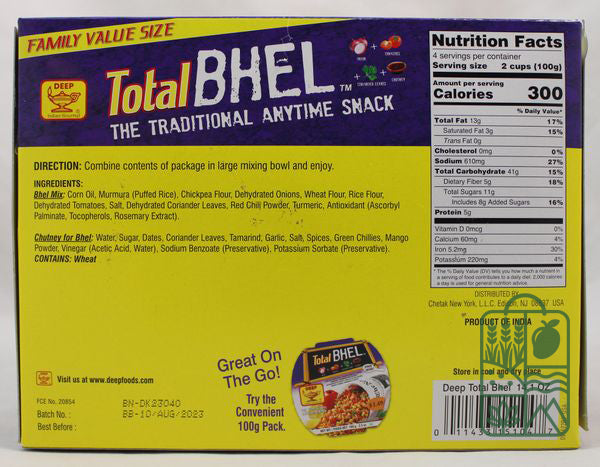 FAMILY VALUE SIZE
DEEP
Indian Gourmet
Total BHEL TM
THE TRADITIONAL ANYTIME SNACK
ONION + TOMATOES
+ CORIANDER LEAVES + CHUTNEY
DIRECTION: Combine contents of package in large mixing bowl and enjoy.
INGREDIENTS:
Bhel Mix: Corn Oil, Murmura (Puffed Rice), Chickpea Flour, Dehydrated Onions, Wheat Flour, Rice Flour,
Dehydrated Tomatoes, Salt, Dehydrated Coriander Leaves, Red Chili Powder, Turmeric, Antioxidant (Ascorbyl
Palminate, Tocopherols, Rosemary Extract).
Chutney for Bhel: Water, Sugar, Dates, Coriander Leaves, Tamarind, Garlic, Salt, Spices, Green Chillies, Mango
Powder, Vinegar (Acetic Acid, Water), Sodium Benzoate (Preservative), Potassium Sorbate (Preservative).
CONTAINS: Wheat
Nutrition Facts
4 servings per container
Serving size 2 cups (100g)
Amount per serving
Calories 300
% Daily Value*
Total Fat 13g 17%
Saturated Fat 3g 15%
Trans Fat 0g
Cholesterol 0mg 0%
Sodium 610mg 27%
Total Carbohydrate 41g 15%
Dietary Fiber 5g 18%
Total Sugars 11g
Includes 8g Added Sugars 16%
Protein 5g
Vitamin D 0mcg 0%
Calcium 60mg 4%
Iron 5.2mg 30%
Potassium 220mg 4%
* The % Daily Value (DV) tells you how much a nutrient in
a serving of food contributes to a daily diet. 2,000 calories
a day is used for general nutrition advice.
DISTRIBUTED BY
Chetak New York, L.L.C. Edison, NJ 08837 USA
PRODUCT OF INDIA
Store in cool and dry place
Deep Total Bhel 14.1 OZ
Great On
The Go!
Try the
Convenient
100g Pack.
Total BHEL
DEEP
Visit us at www.deepfoods.com
FCE No. 20854
Batch No. : BN-DK23040
Best Before : BB-10/AUG/2023